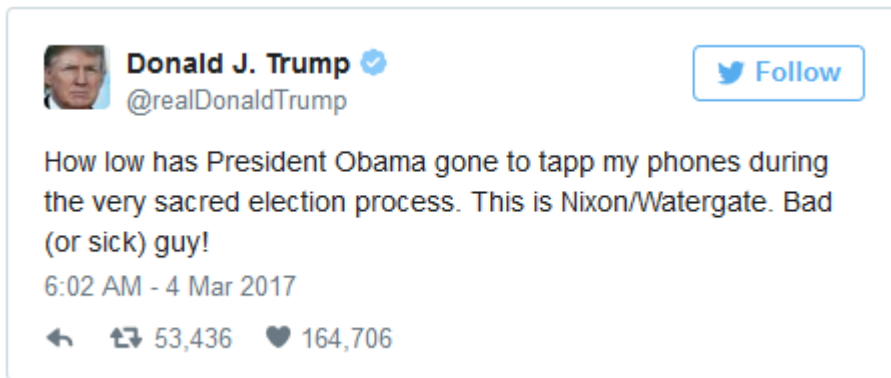 Donald J. Trump
@realDonaldTrump
Follow
How low has President Obama gone to tapp my phones during
the very sacred election process. This is Nixon/Watergate. Bad
(or sick) guy!
6:02 AM - 4 Mar 2017
53,436 164,706